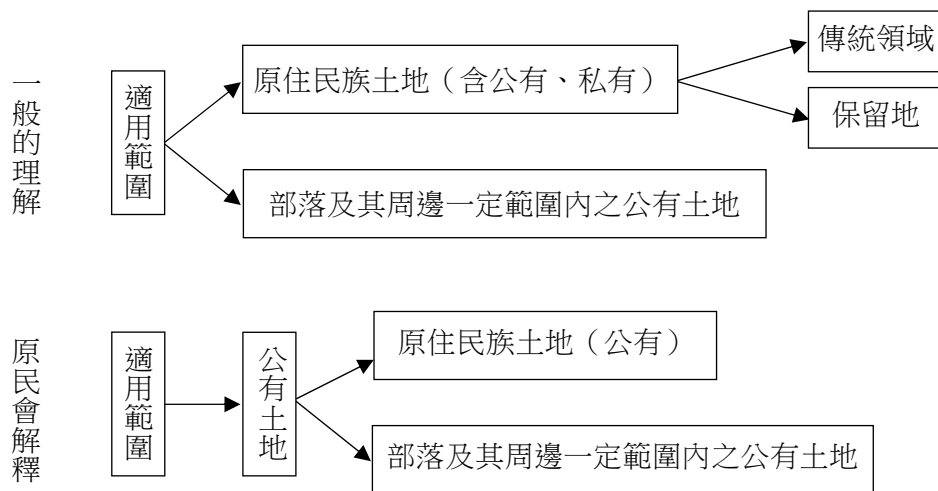 一般的理解
適用範圍
原住民族土地（含公有、私有）
傳統領域
保留地
部落及其周邊一定範圍內之公有土地
原民會解釋
適用範圍
公有土地
原住民族土地（公有）
部落及其周邊一定範圍內之公有土地